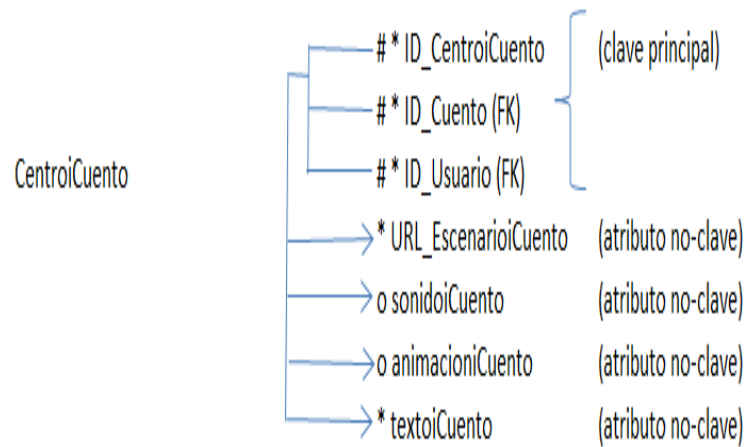 # * ID_CentroiCuento (clave principal)
# * ID_Cuento (FK)
# * ID_Usuario (FK)
CentroiCuento
* URL_EscenarioiCuento (atributo no-clave)
o sonidoiCuento (atributo no-clave)
o animacioniCuento (atributo no-clave)
* textoiCuento (atributo no-clave)